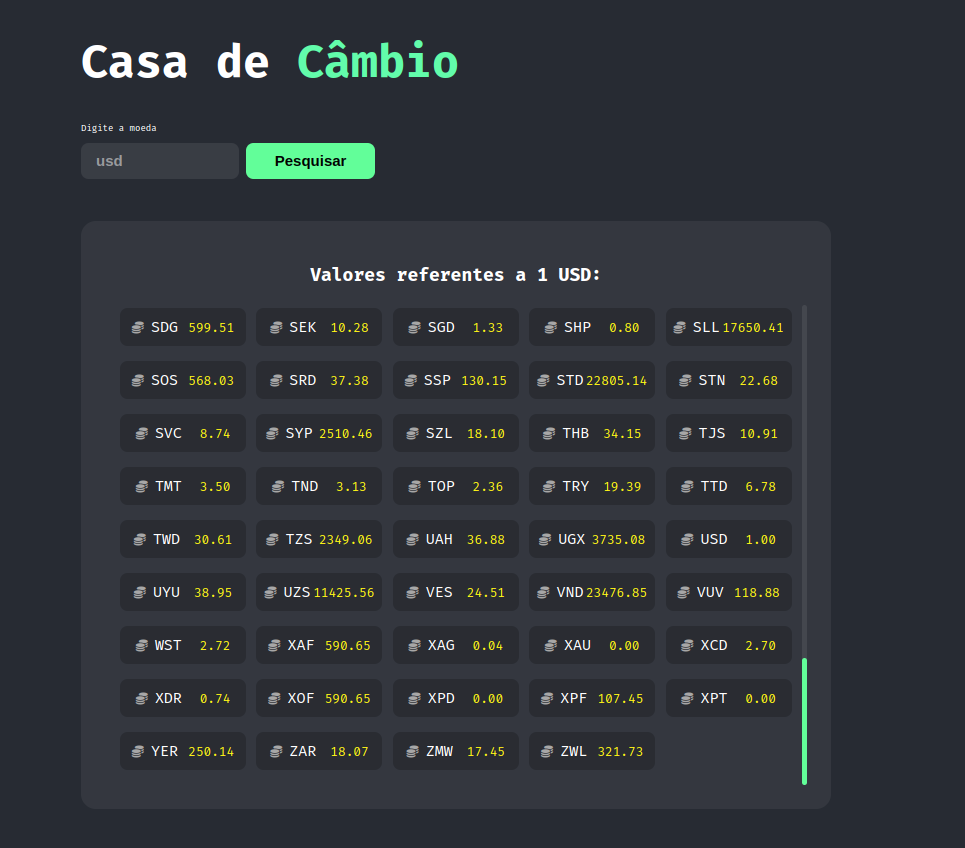 Casa de Câmbio
Digite a moeda
usd Pesquisar
Valores referentes a 1 USD:
SDG 599.51 SEK 10.28 SGD 1.33 SHP 0.80 SLL 17650.41
SOS 568.03 SRD 37.38 SSP 130.15 STD 22805.14 STN 22.68
SVC 8.74 SYP 2510.46 SZL 18.10 THB 34.15 TJS 10.91
TMT 3.50 TND 3.13 TOP 2.36 TRY 19.39 TTD 6.78
TWD 30.61 TZS 2349.06 UAH 36.88 UGX 3735.08 USD 1.00
UYU 38.95 UZS 11425.56 VES 24.51 VND 23476.85 VUV 118.88
WST 2.72 XAF 590.65 XAG 0.04 XAU 0.00 XCD 2.70
XDR 0.74 XOF 590.65 XPD 0.00 XPF 107.45 XPT 0.00
YER 250.14 ZAR 18.07 ZMW 17.45 ZWL 321.73